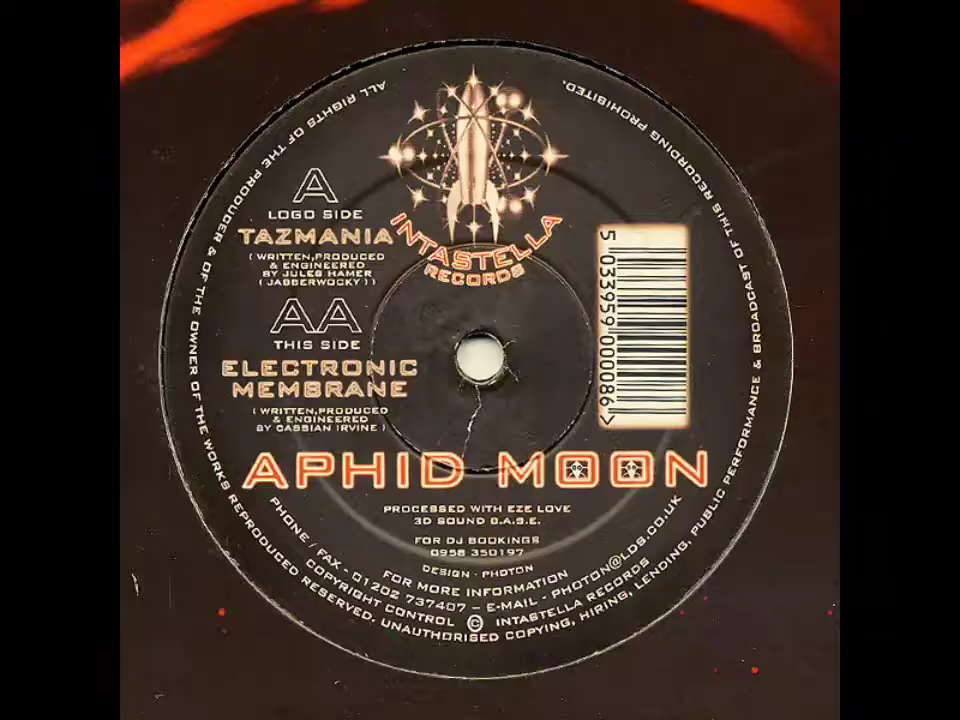 INTASTELLA
RECORDS
A
LOGO SIDE
TAZMANIA
( WRITTEN,PRODUCED
& ENGINEERED
BY JULES HAMER
( JABBERWOCKY ) )
AA
THIS SIDE
ELECTRONIC
MEMBRANE
( WRITTEN,PRODUCED
& ENGINEERED
BY CASSIAN IRVINE )
5 033959 000086 >
APHID MOON
PROCESSED WITH EZE LOVE
3D SOUND B.A.S.E.
FOR DJ BOOKINGS
0958 350197
DESIGN - PHOTON
FOR MORE INFORMATION
PHONE / FAX - 01202 737407 - E-MAIL - PHOTON@LDS.CO.UK
COPYRIGHT CONTROL © INTASTELLA RECORDS
ALL RIGHTS OF THE PRODUCER & OF THE OWNER OF THE WORKS REPRODUCED RESERVED. UNAUTHORISED COPYING, HIRING, LENDING, PUBLIC PERFORMANCE & BROADCAST OF THIS RECORDING PROHIBITED.